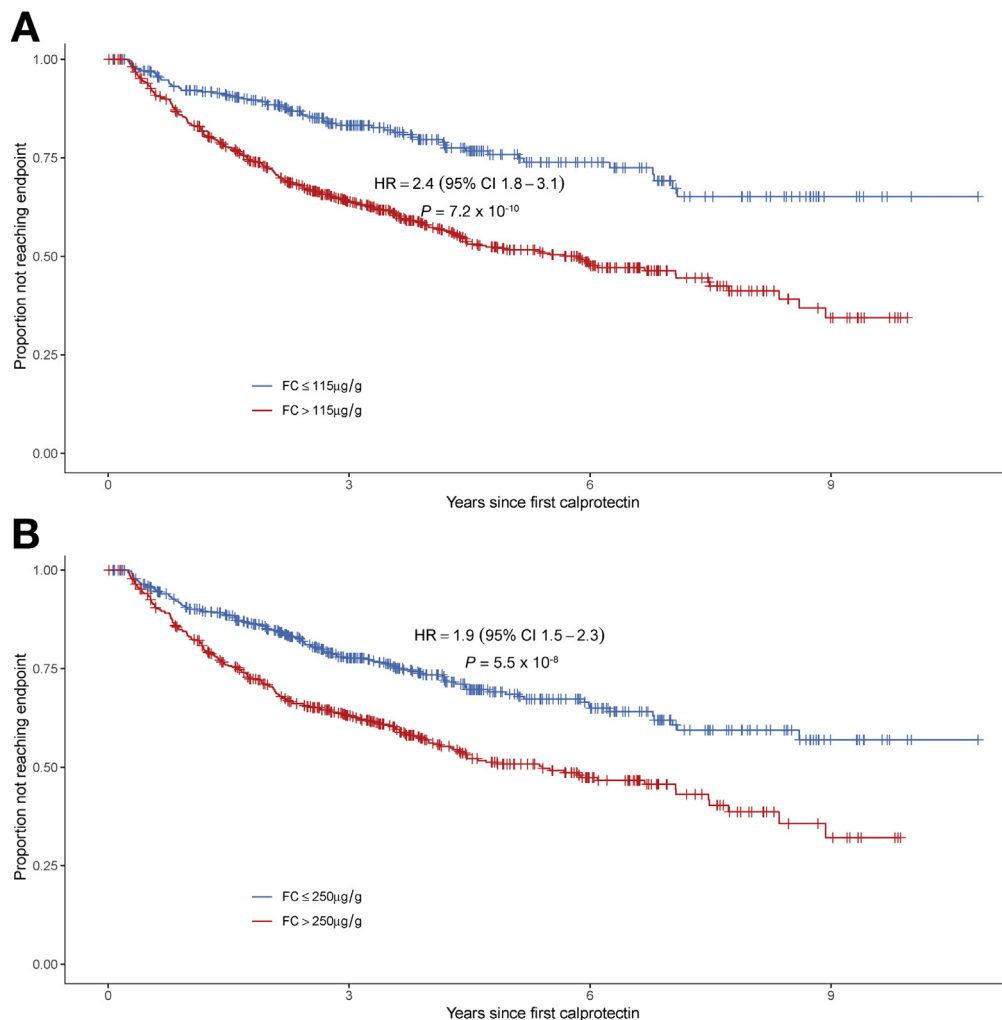 A
Proportion not reaching endpoint
1.00
0.75
0.50
0.25
0.00
HR = 2.4 (95% CI 1.8 – 3.1)
P = 7.2 x 10⁻¹⁰
FC ≤ 115μg/g
FC > 115μg/g
0 3 6 9
Years since first calprotectin
B
Proportion not reaching endpoint
1.00
0.75
0.50
0.25
0.00
HR = 1.9 (95% CI 1.5 – 2.3)
P = 5.5 x 10⁻⁸
FC ≤ 250μg/g
FC > 250μg/g
0 3 6 9
Years since first calprotectin